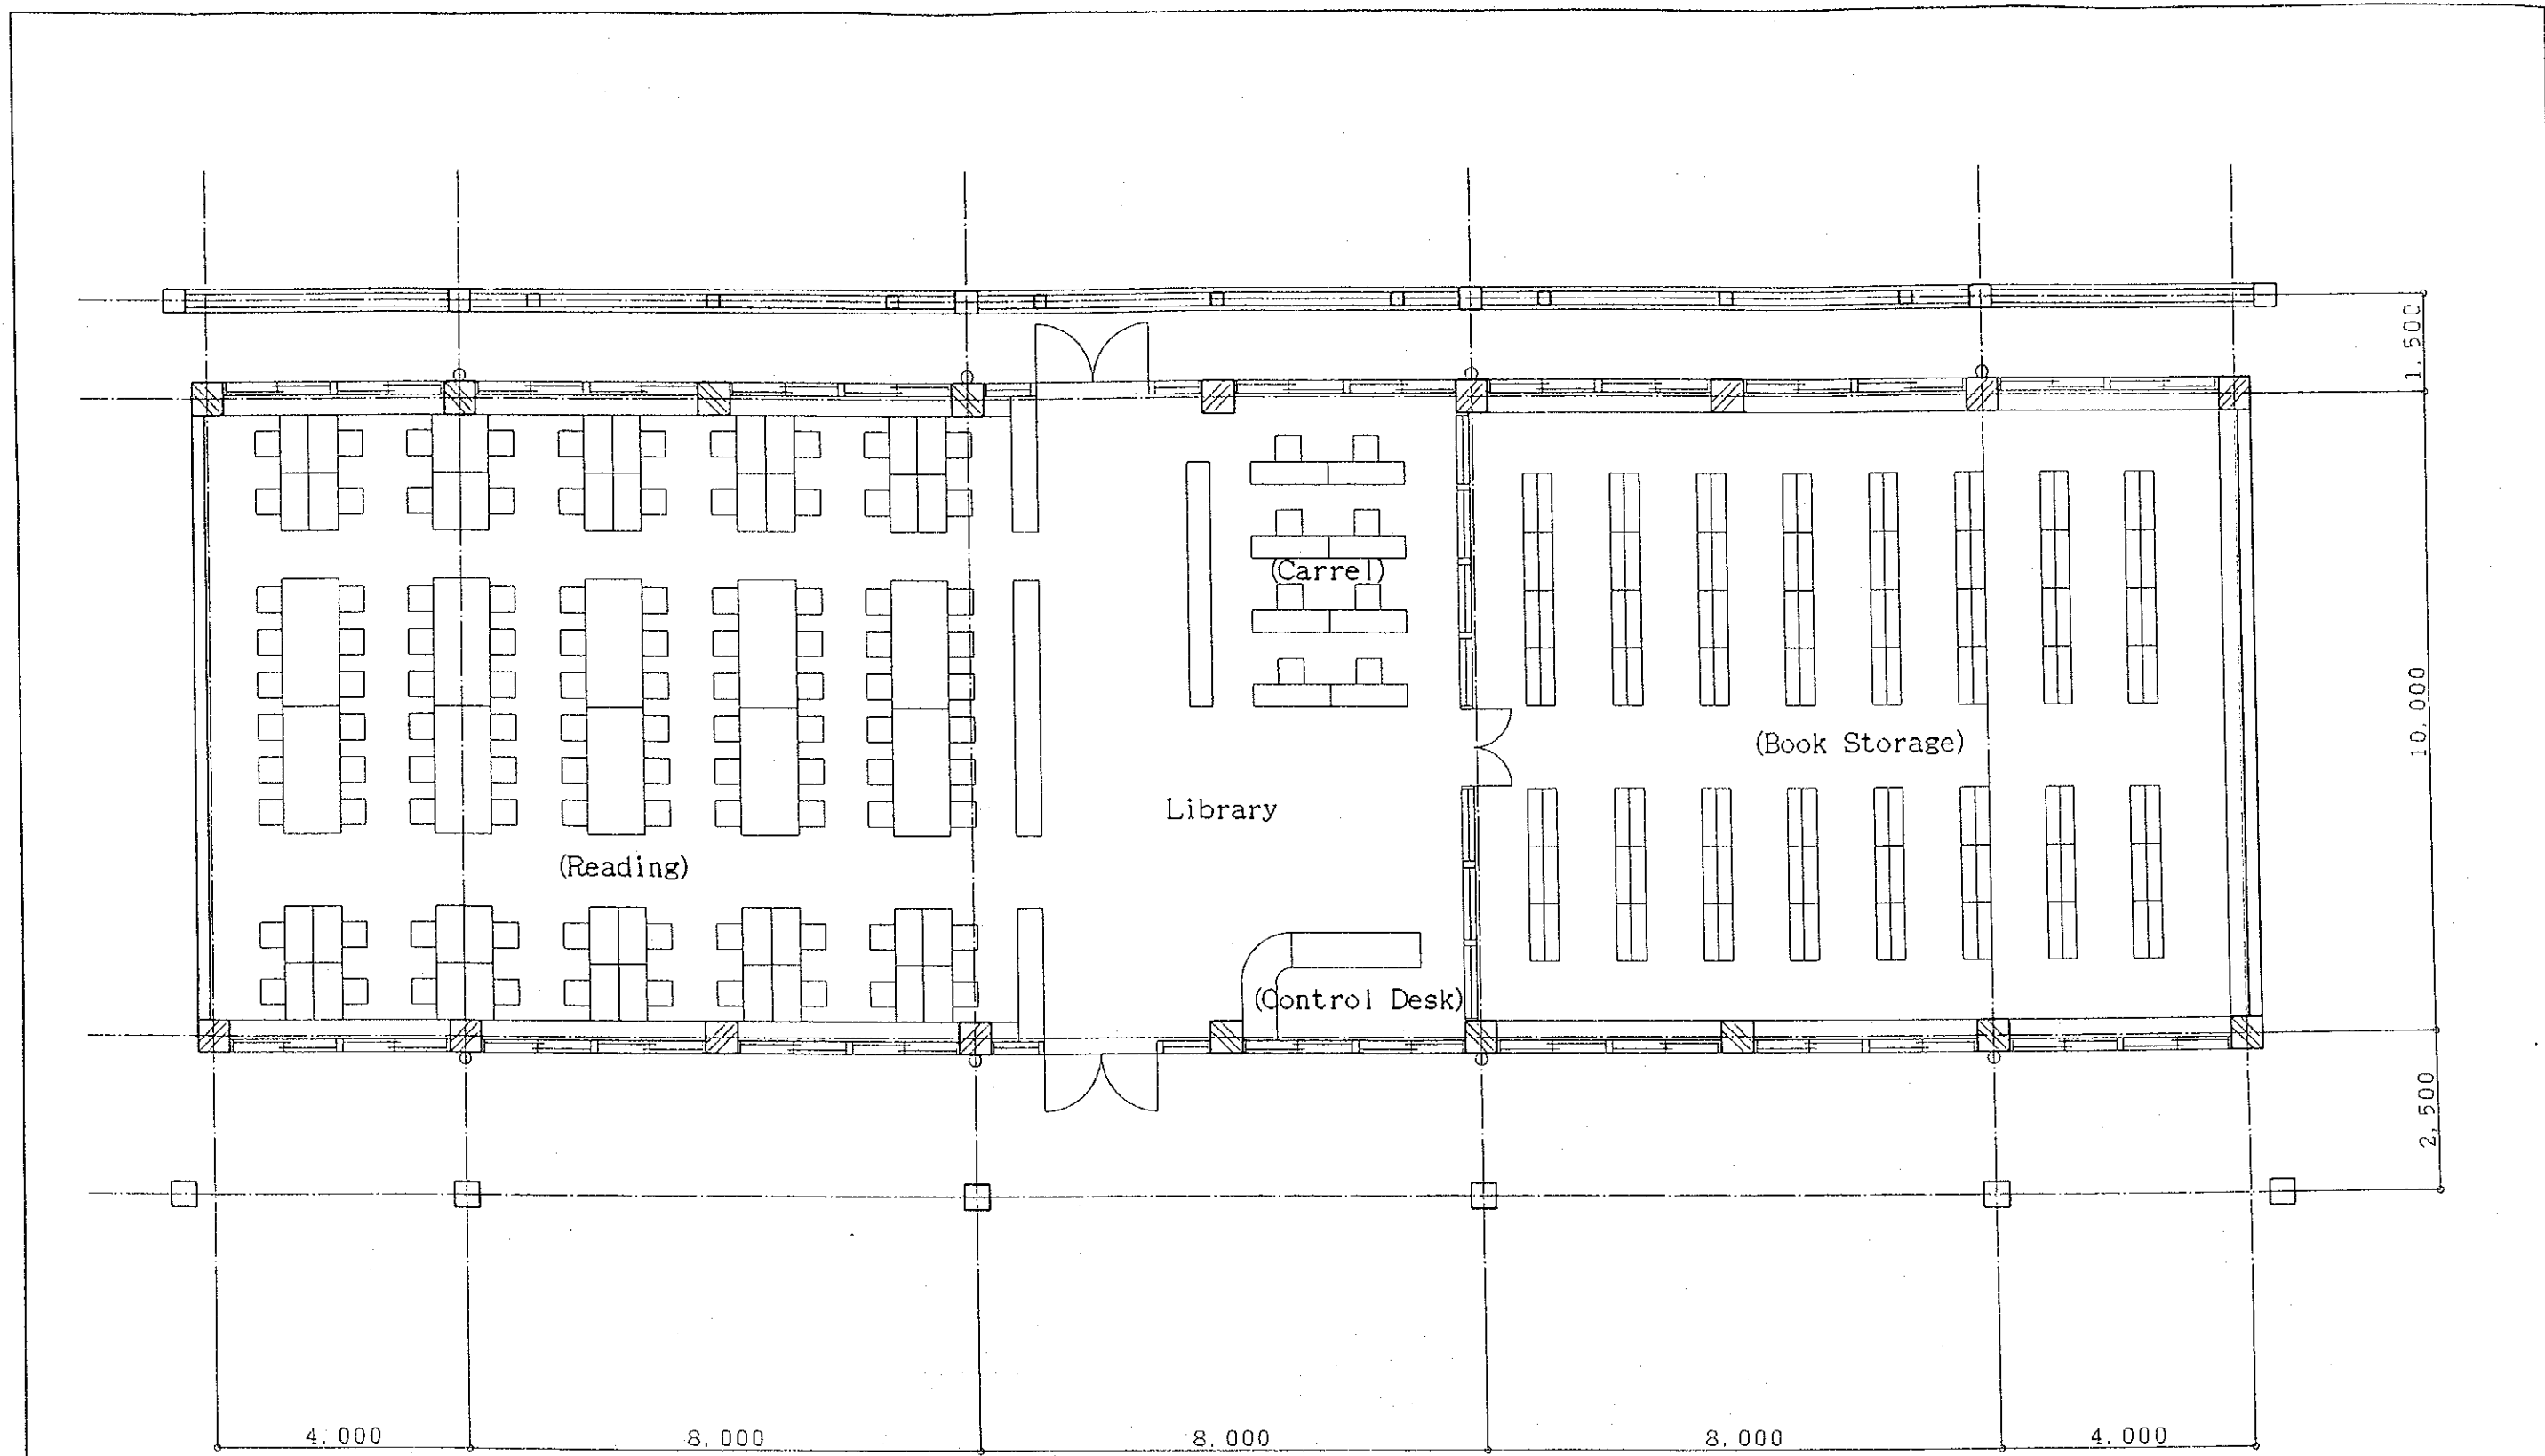 1,500
(Carrel)
10,000
(Book Storage)
Library
(Reading)
(Control Desk)
2,500
4,000
8,000
8,000
8,000
4,000